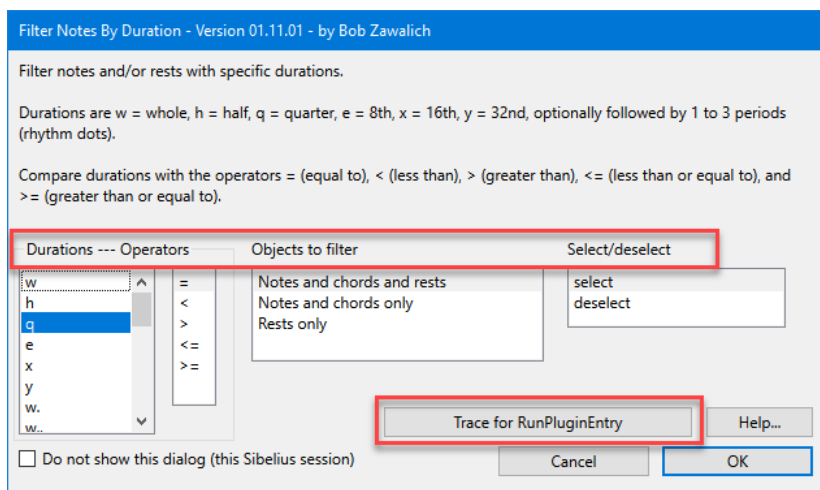 Filter Notes By Duration - Version 01.11.01 - by Bob Zawalich
Filter notes and/or rests with specific durations.
Durations are w = whole, h = half, q = quarter, e = 8th, x = 16th, y = 32nd, optionally followed by 1 to 3 periods
(rhythm dots).
Compare durations with the operators = (equal to), < (less than), > (greater than), <= (less than or equal to), and
>= (greater than or equal to).
Durations --- Operators Objects to filter Select/deselect
w = Notes and chords and rests select
h < Notes and chords only deselect
q > Rests only
e <=
x >=
y
w.
w..
Trace for RunPluginEntry Help...
Do not show this dialog (this Sibelius session) Cancel OK